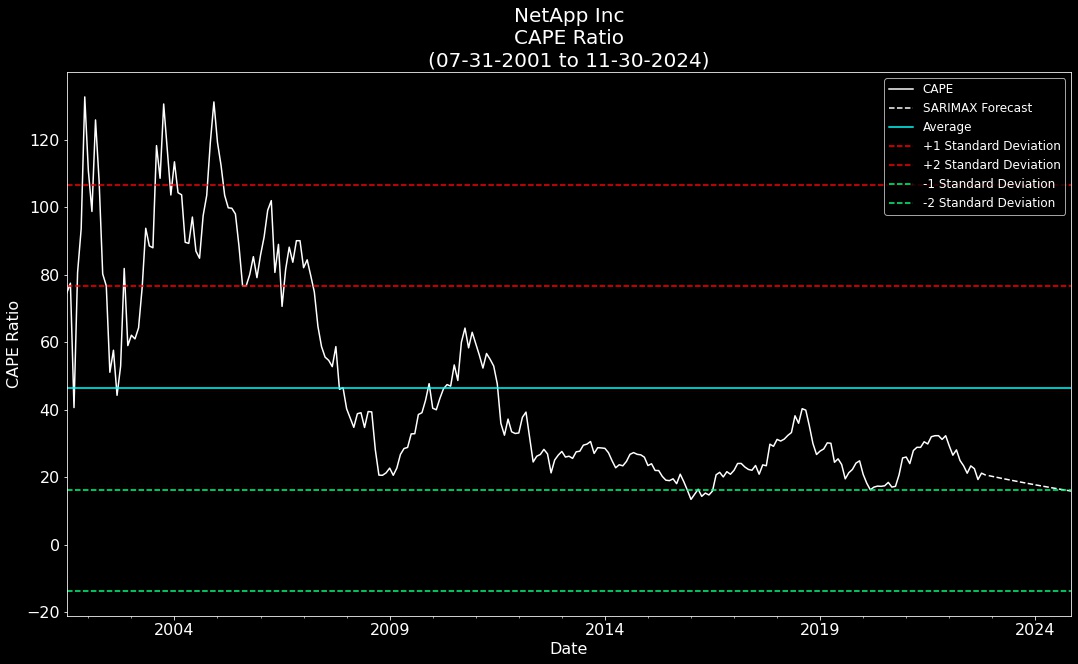 NetApp Inc
CAPE Ratio
(07-31-2001 to 11-30-2024)
CAPE
SARIMAX Forecast
Average
+1 Standard Deviation
+2 Standard Deviation
-1 Standard Deviation
-2 Standard Deviation
CAPE Ratio
120
100
80
60
40
20
0
−20
2004
2009
2014
2019
2024
Date